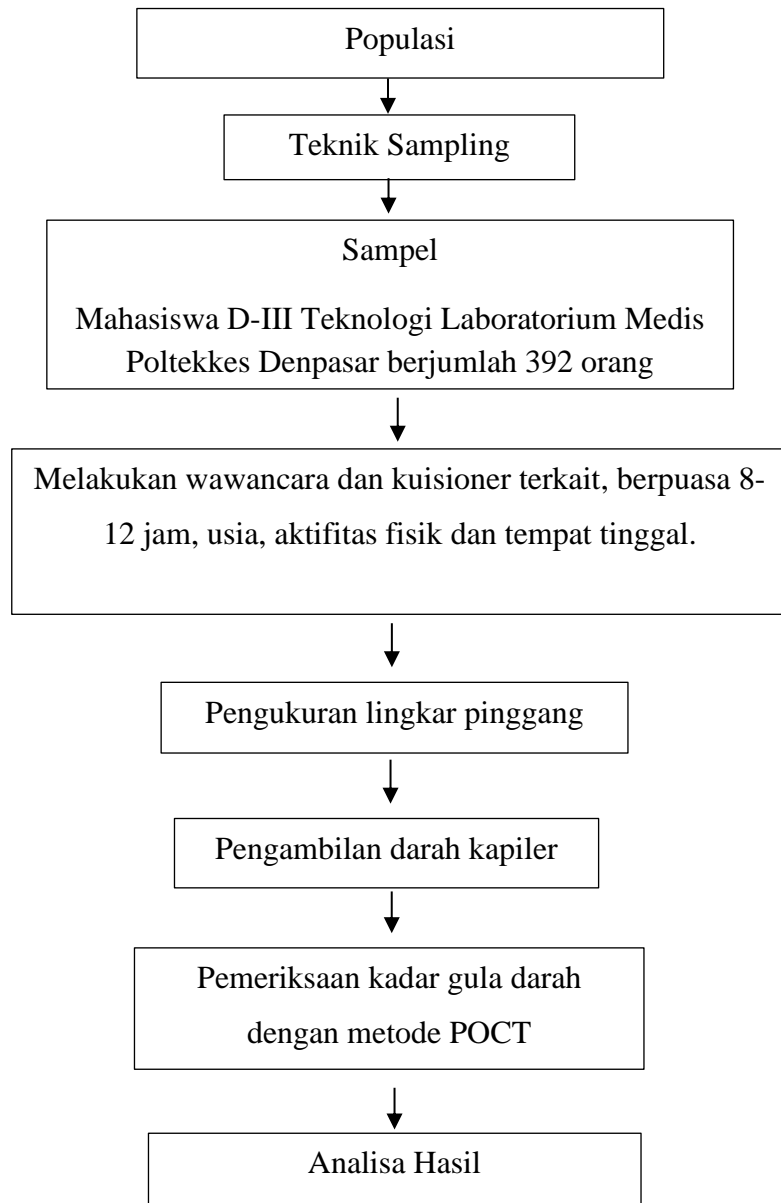 Populasi
Teknik Sampling
Sampel
Mahasiswa D-III Teknologi Laboratorium Medis
Poltekkes Denpasar berjumlah 392 orang
Melakukan wawancara dan kuisioner terkait, berpuasa 8-
12 jam, usia, aktifitas fisik dan tempat tinggal.
Pengukuran lingkar pinggang
Pengambilan darah kapiler
Pemeriksaan kadar gula darah
dengan metode POCT
Analisa Hasil